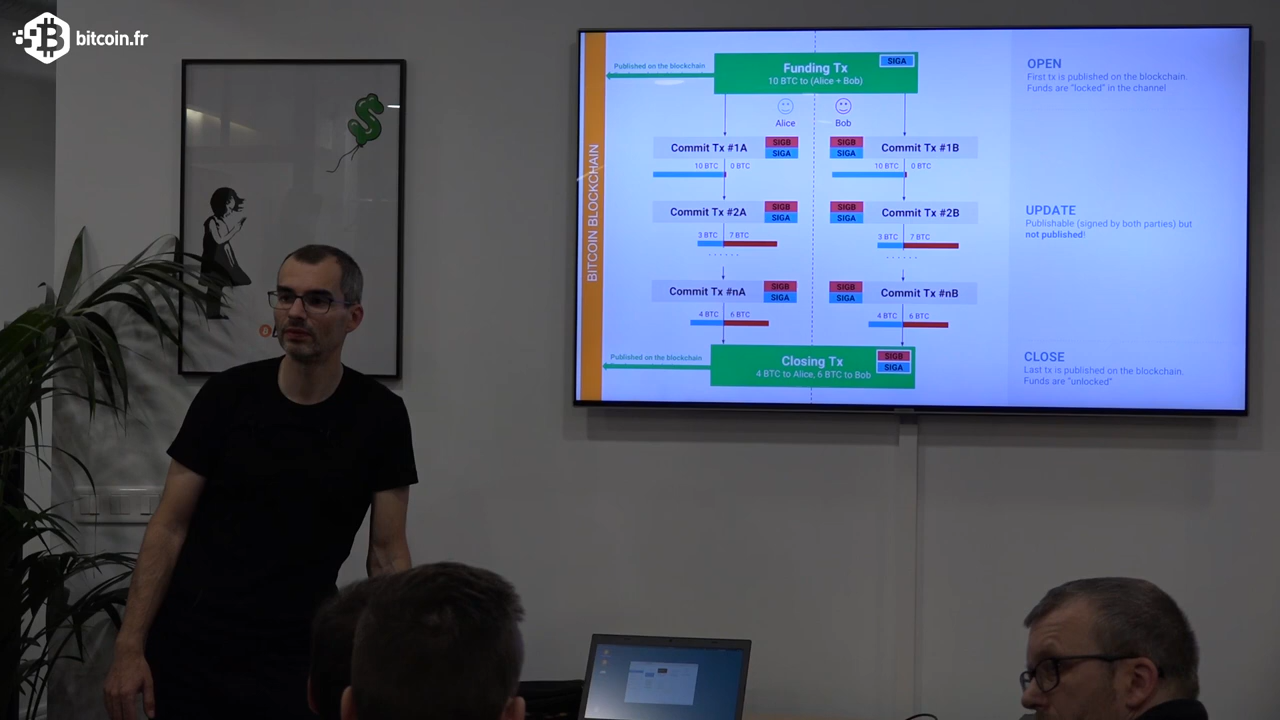 bitcoin.fr
BITCOIN BLOCKCHAIN
Published on the blockchain
Funding Tx
10 BTC to (Alice + Bob)
SIGA
OPEN
First tx is published on the blockchain.
Funds are "locked" in the channel
Alice
Bob
Commit Tx #1A
SIGB
SIGA
SIGB
SIGA
Commit Tx #1B
10 BTC
0 BTC
10 BTC
0 BTC
Commit Tx #2A
SIGB
SIGA
SIGB
SIGA
Commit Tx #2B
UPDATE
Publishable (signed by both parties) but
not published!
3 BTC
7 BTC
3 BTC
7 BTC
......
......
Commit Tx #nA
SIGB
SIGA
SIGB
SIGA
Commit Tx #nB
4 BTC
6 BTC
4 BTC
6 BTC
Published on the blockchain
Closing Tx
4 BTC to Alice, 6 BTC to Bob
SIGB
SIGA
CLOSE
Last tx is published on the blockchain.
Funds are "unlocked"